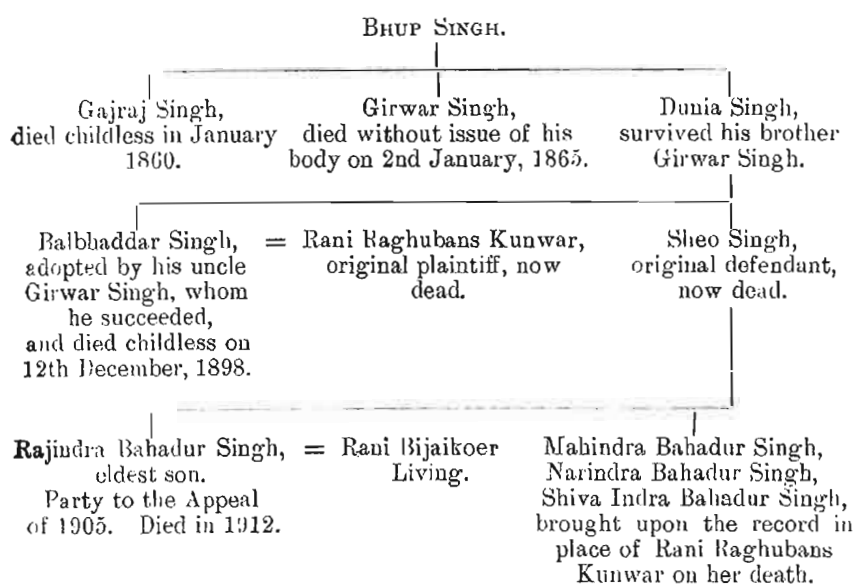 BHUP SINGH.
Gajraj Singh,
died childless in January
1860.
Girwar Singh,
died without issue of his
body on 2nd January, 1865.
Dunia Singh,
survived his brother
Girwar Singh.
Balbhaddar Singh,
adopted by his uncle
Girwar Singh, whom
he succeeded,
and died childless on
12th December, 1898.
=
Rani Raghubans Kunwar,
original plaintiff, now
dead.
Sheo Singh,
original defendant,
now dead.
Rajindra Bahadur Singh,
eldest son.
Party to the Appeal
of 1905. Died in 1912.
=
Rani Bijaikoer
Living.
Mahindra Bahadur Singh,
Narindra Bahadur Singh,
Shiva Indra Bahadur Singh,
brought upon the record in
place of Rani Raghubans
Kunwar on her death.